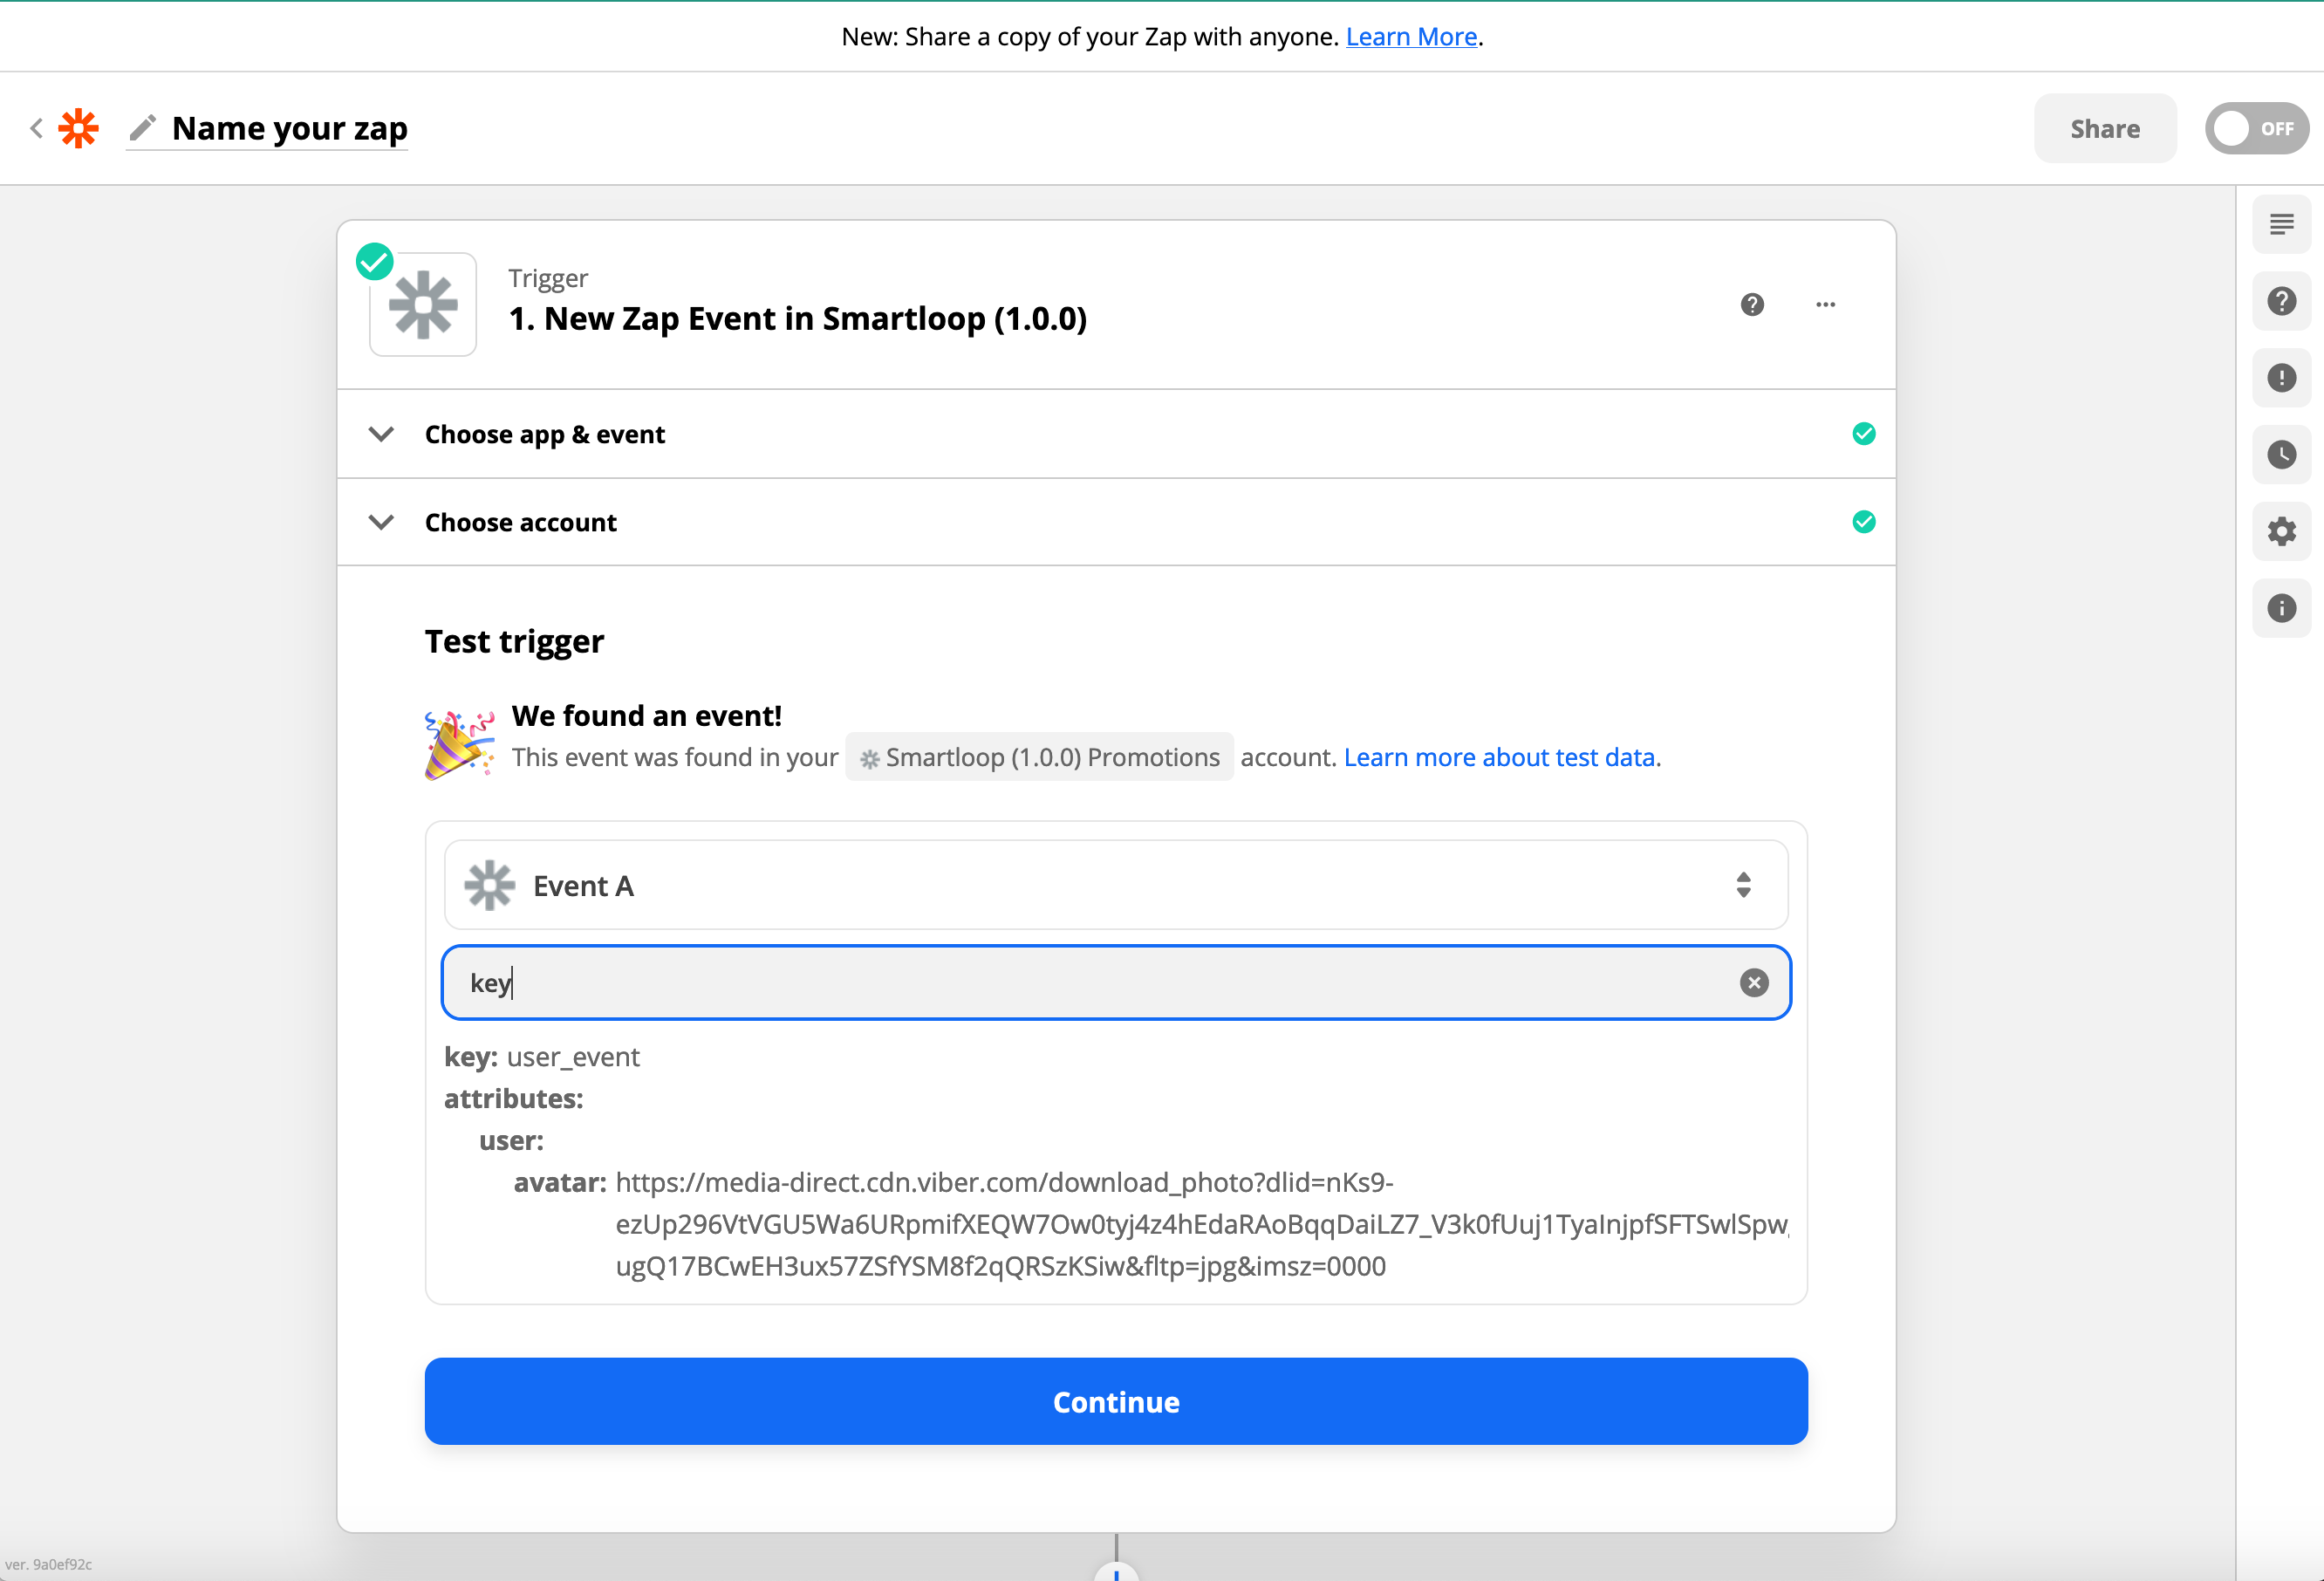 New: Share a copy of your Zap with anyone. Learn More.
Name your zap
Share
OFF
Trigger
1. New Zap Event in Smartloop (1.0.0)
Choose app & event
Choose account
Test trigger
We found an event!
This event was found in your Smartloop (1.0.0) Promotions account. Learn more about test data.
Event A
key
key: user_event
attributes:
user:
avatar: https://media-direct.cdn.viber.com/download_photo?dlid=nKs9-
ezUp296VtVGU5Wa6URpmifXEQW7Ow0tyj4z4hEdaRAoBqqDaiLZ7_V3k0fUuj1TyaInjpfSFTSwlSpw
ugQ17BCwEH3ux57ZSfYSM8f2qQRSzKSiw&fltp=jpg&imsz=0000
Continue
ver. 9a0ef92c